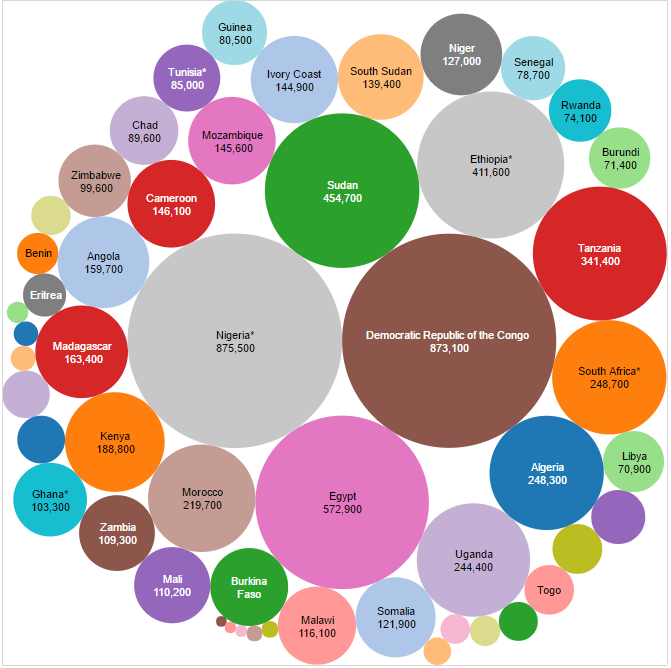 Guinea
80,500
Niger
127,000
Tunisia*
85,000
Ivory Coast
144,900
South Sudan
139,400
Senegal
78,700
Rwanda
74,100
Chad
89,600
Mozambique
145,600
Ethiopia*
411,600
Burundi
71,400
Zimbabwe
99,600
Cameroon
146,100
Sudan
454,700
Tanzania
341,400
Benin
Angola
159,700
Eritrea
Nigeria*
875,500
Democratic Republic of the Congo
873,100
Madagascar
163,400
South Africa*
248,700
Kenya
188,800
Libya
70,900
Algeria
248,300
Ghana*
103,300
Morocco
219,700
Egypt
572,900
Zambia
109,300
Uganda
244,400
Mali
110,200
Burkina
Faso
Togo
Malawi
116,100
Somalia
121,900